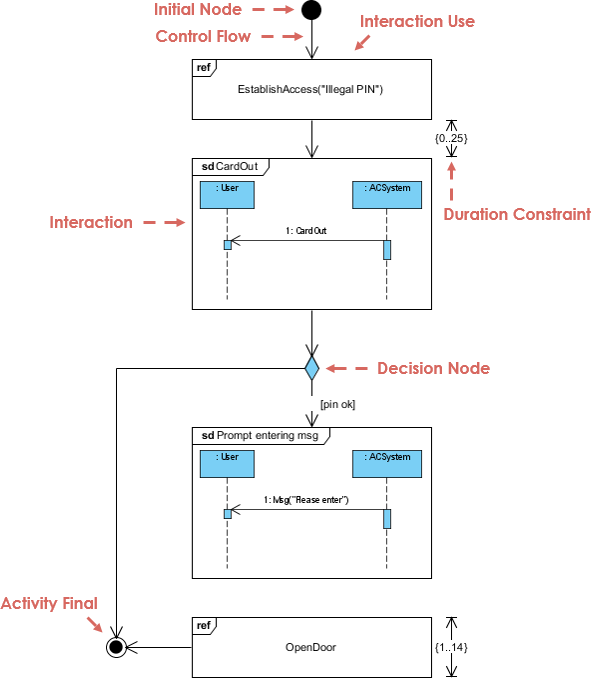 Initial Node
Control Flow
Interaction Use
ref
EstablishAccess("Illegal PIN")
{0..25}
sd CardOut
: User
: ACSystem
Interaction
Duration Constraint
1: CardOut
Decision Node
[pin ok]
sd Prompt entering msg
: User
: ACSystem
1: Msg("Please enter")
Activity Final
ref
OpenDoor
{1..14}